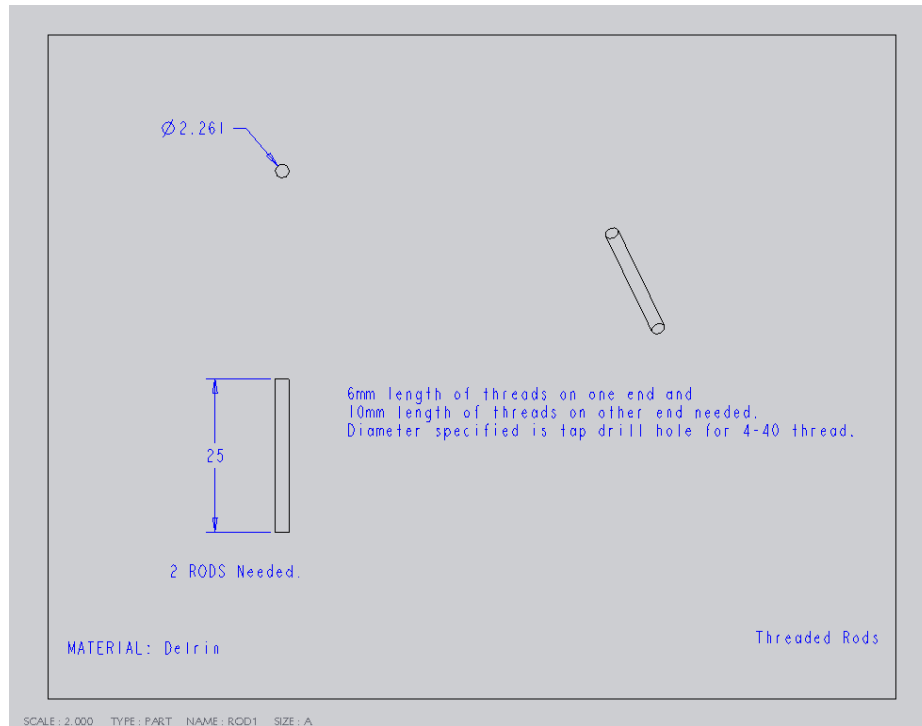 Ø2.261
6mm length of threads on one end and
10mm length of threads on other end needed.
Diameter specified is tap drill hole for 4-40 thread.
25
2 RODS Needed.
MATERIAL: Delrin
Threaded Rods
SCALE : 2.000 TYPE : PART NAME : ROD1 SIZE : A